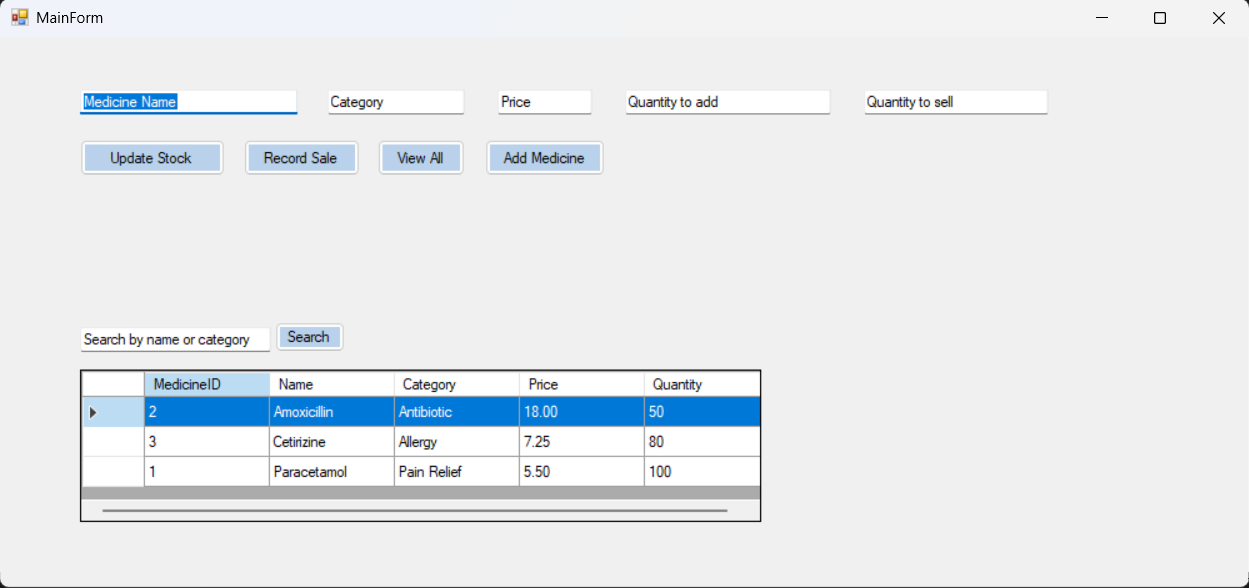 MainForm
Medicine Name Category Price Quantity to add Quantity to sell
Update Stock Record Sale View All Add Medicine
Search by name or category Search
MedicineID Name Category Price Quantity
2 Amoxicillin Antibiotic 18.00 50
3 Cetirizine Allergy 7.25 80
1 Paracetamol Pain Relief 5.50 100